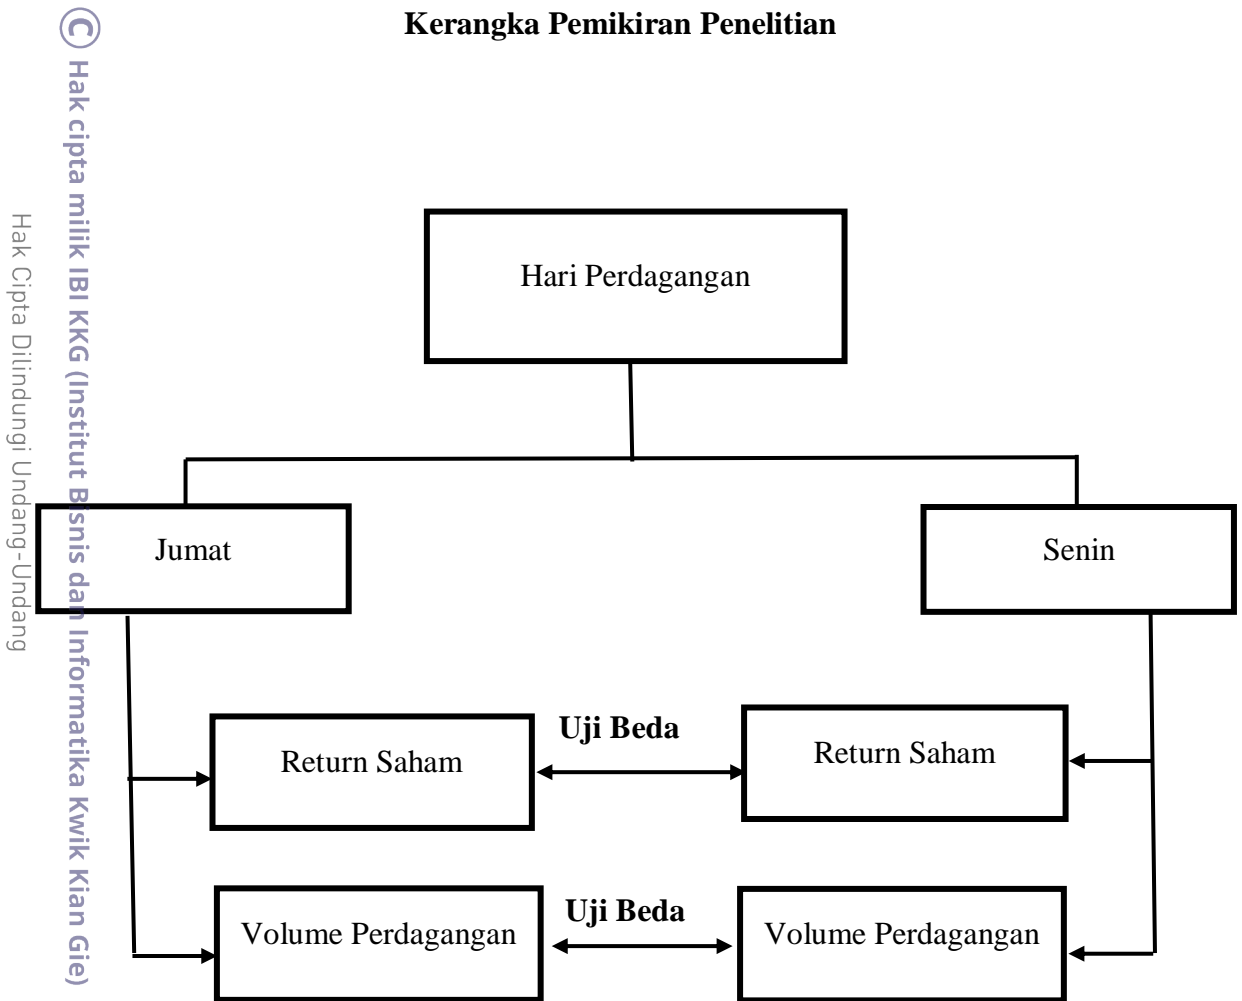 Kerangka Pemikiran Penelitian
© Hak cipta milik IBI KKG (Institut Bisnis dan Informatika Kwik Kian Gie)
Hak Cipta Dilindungi Undang-Undang
Hari Perdagangan
Jumat
Senin
Uji Beda
Return Saham
Return Saham
Uji Beda
Volume Perdagangan
Volume Perdagangan